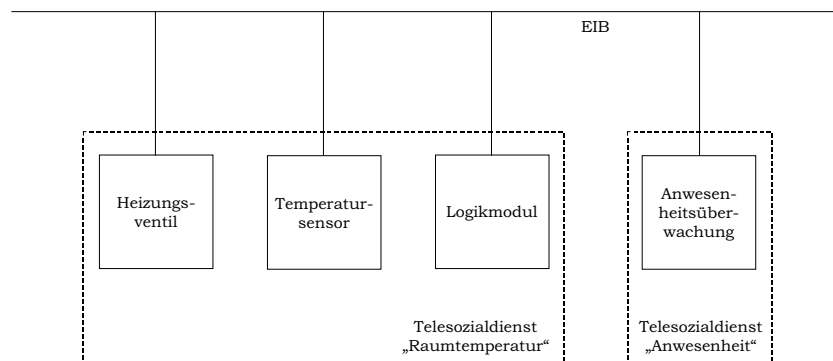 EIB
Heizungs-
ventil
Temperatur-
sensor
Logikmodul
Anwesen-
heitsüber-
wachung
Telesozialdienst
„Raumtemperatur“
Telesozialdienst
„Anwesenheit“